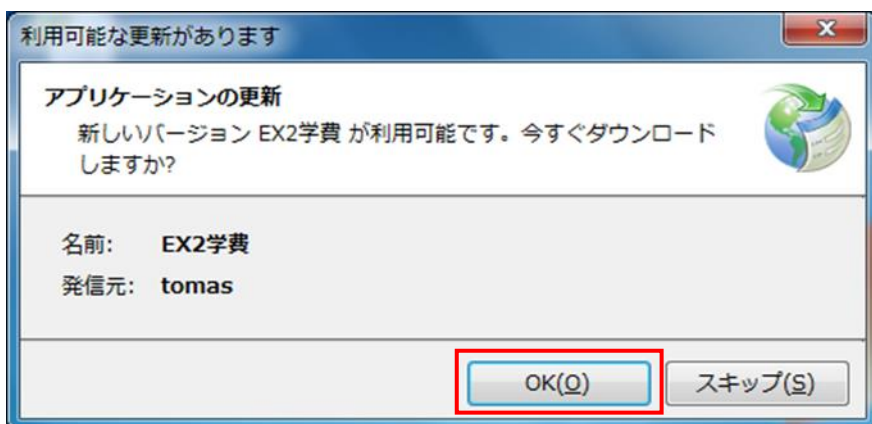 利用可能な更新があります
アプリケーションの更新
新しいバージョン EX2学費 が利用可能です。今すぐダウンロード
しますか?
名前: EX2学費
発信元: tomas
OK(O) スキップ(S)